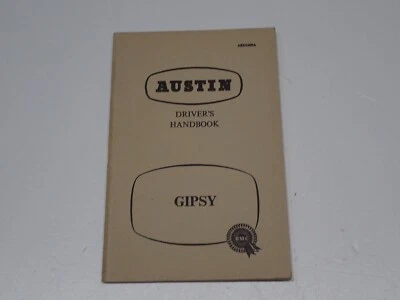 AUSTIN
DRIVER'S
HANDBOOK
GIPSY
BMC